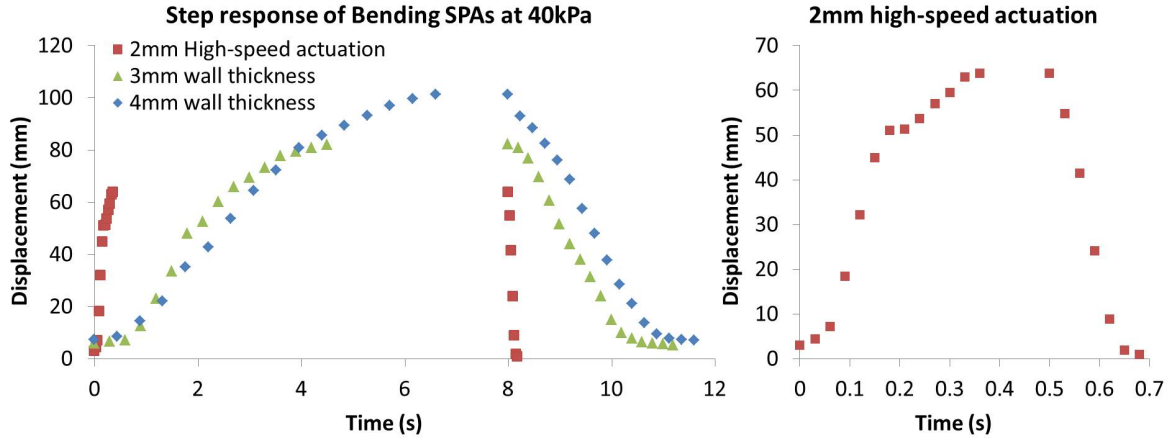 Step response of Bending SPAs at 40kPa
120
100
80
60
40
20
0
Displacement (mm)
2mm High-speed actuation
3mm wall thickness
4mm wall thickness
0 2 4 6 8 10 12
Time (s)
2mm high-speed actuation
70
60
50
40
30
20
10
0
Displacement (mm)
0 0.1 0.2 0.3 0.4 0.5 0.6 0.7
Time (s)